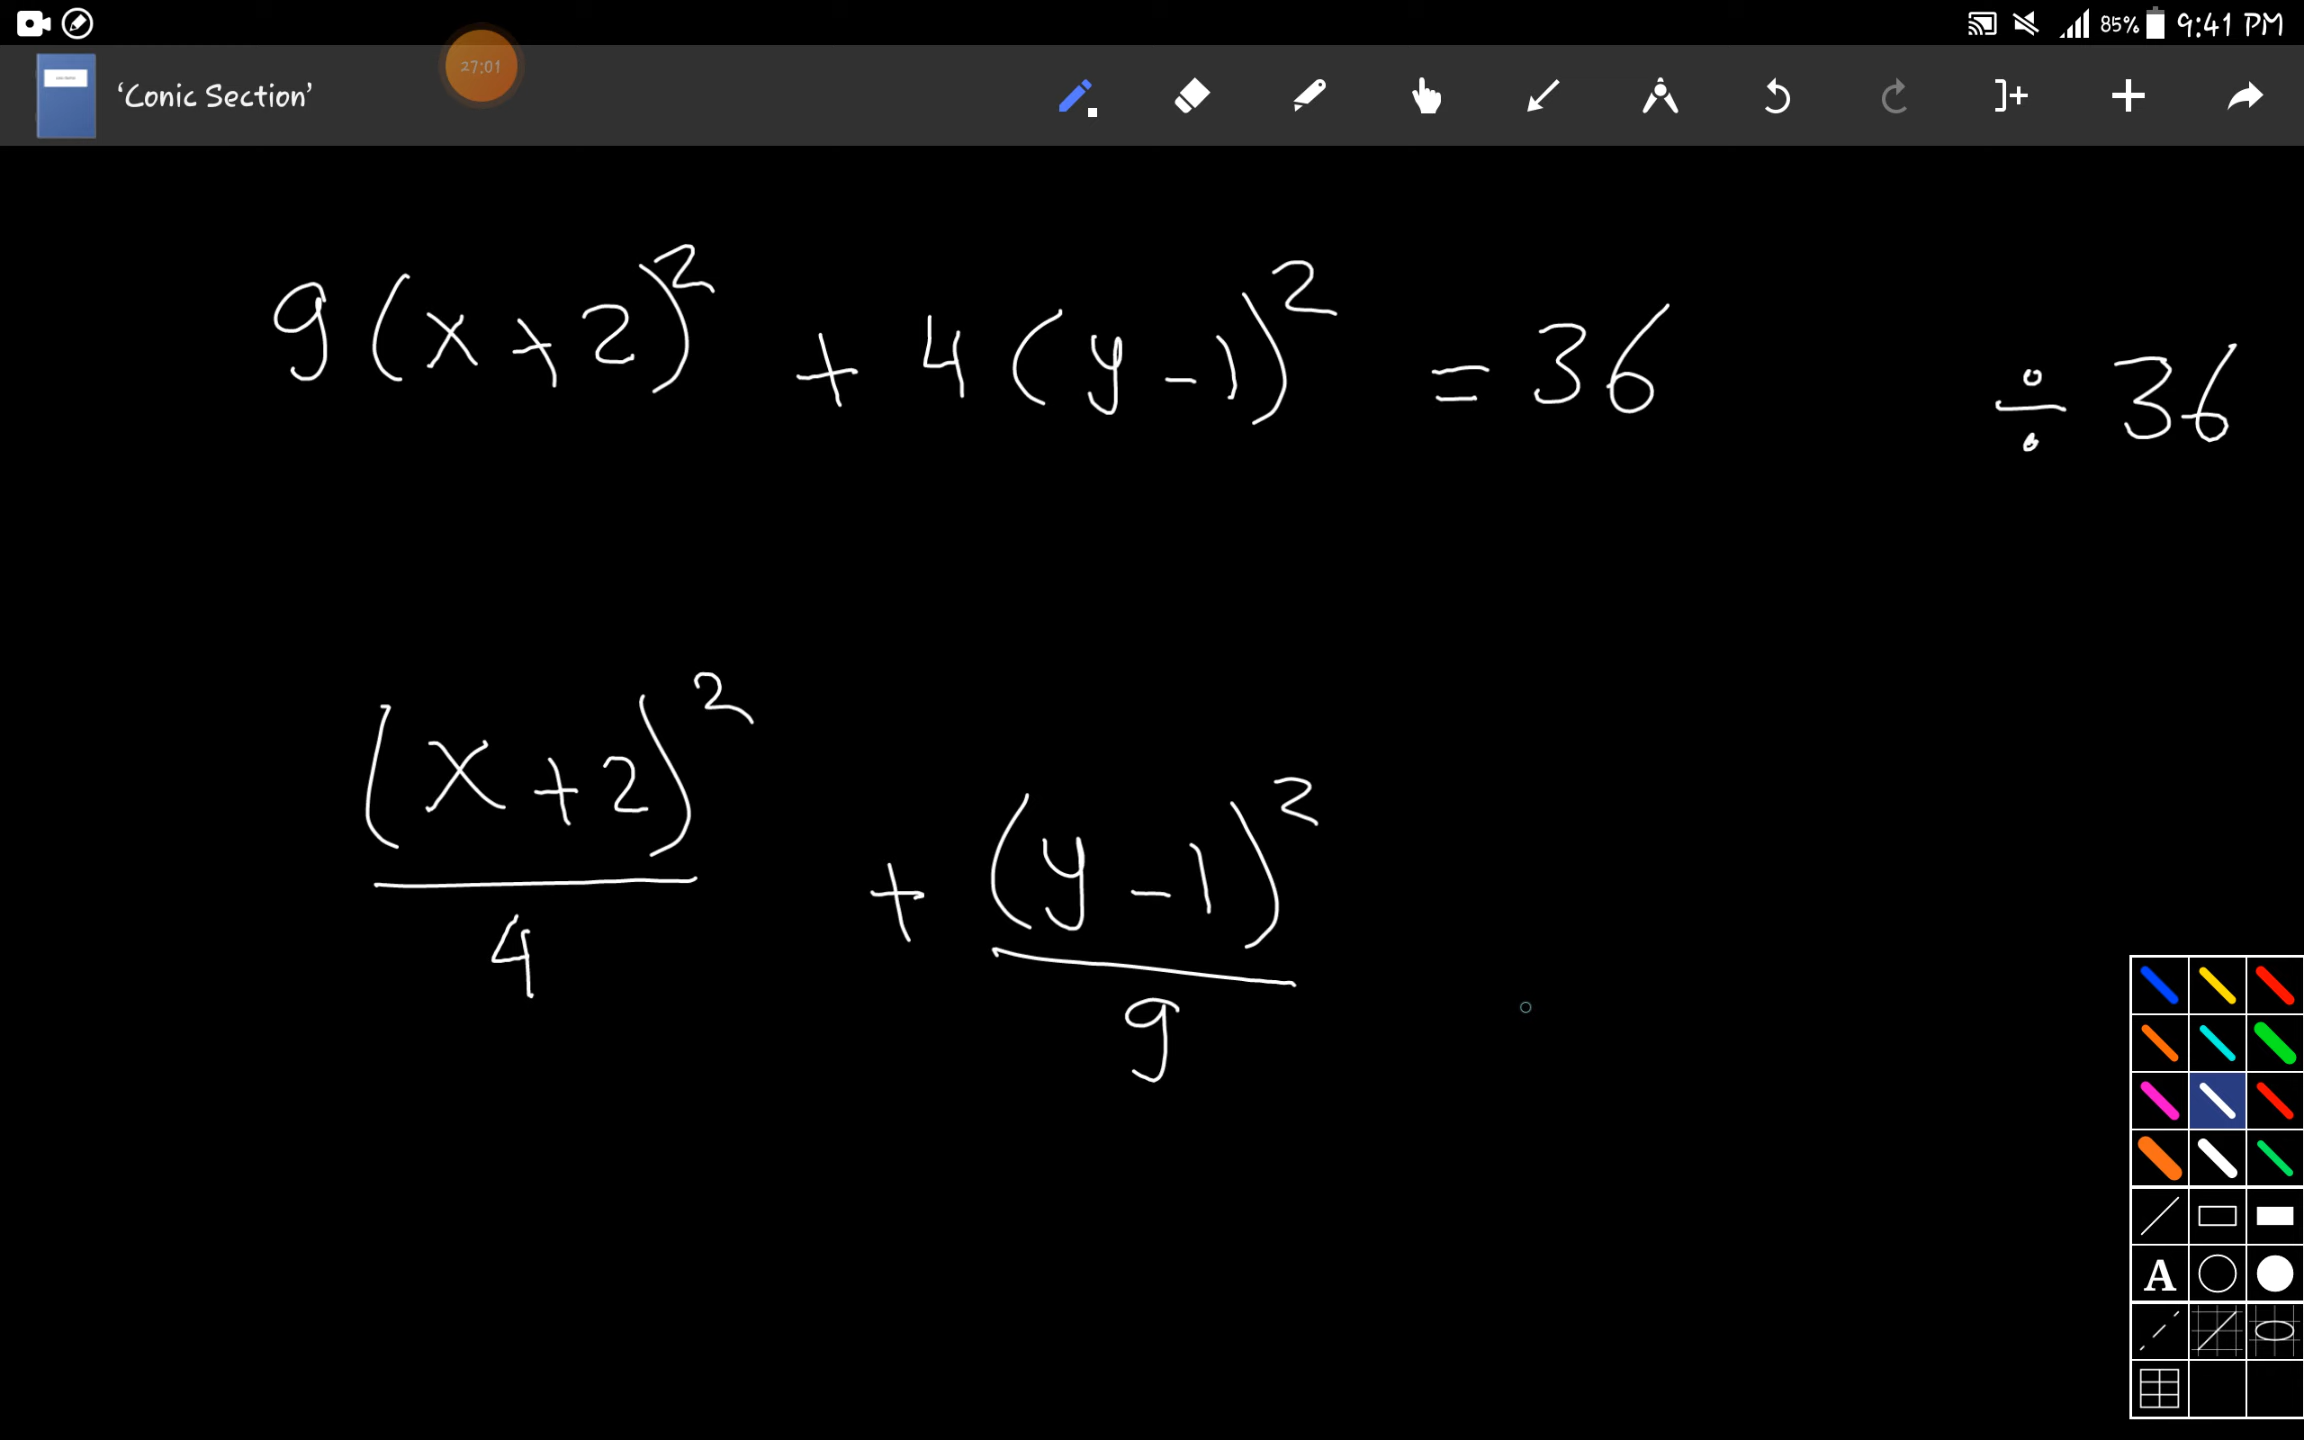 85% 9:41 PM
'Conic Section' 27:01
9(x+2)² + 4(y-1)² = 36 ÷ 36
(x+2)²/4 + (y-1)²/9
A